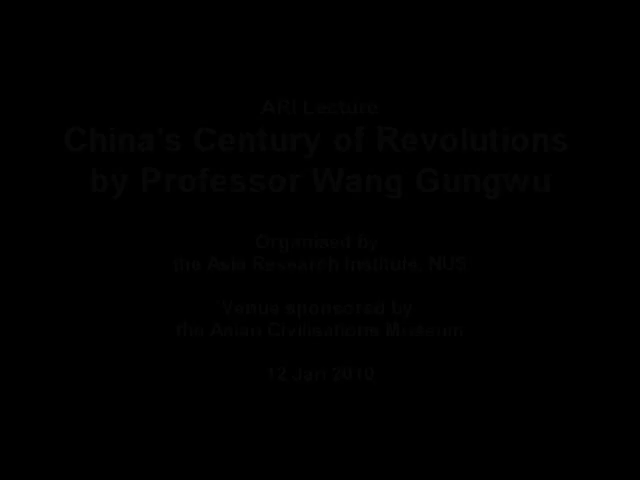 ARI Lecture
China's Century of Revolutions
by Professor Wang Gungwu
Organised by
the Asia Research Institute, NUS
Venue sponsored by
the Asian Civilisations Museum
12 Jan 2010